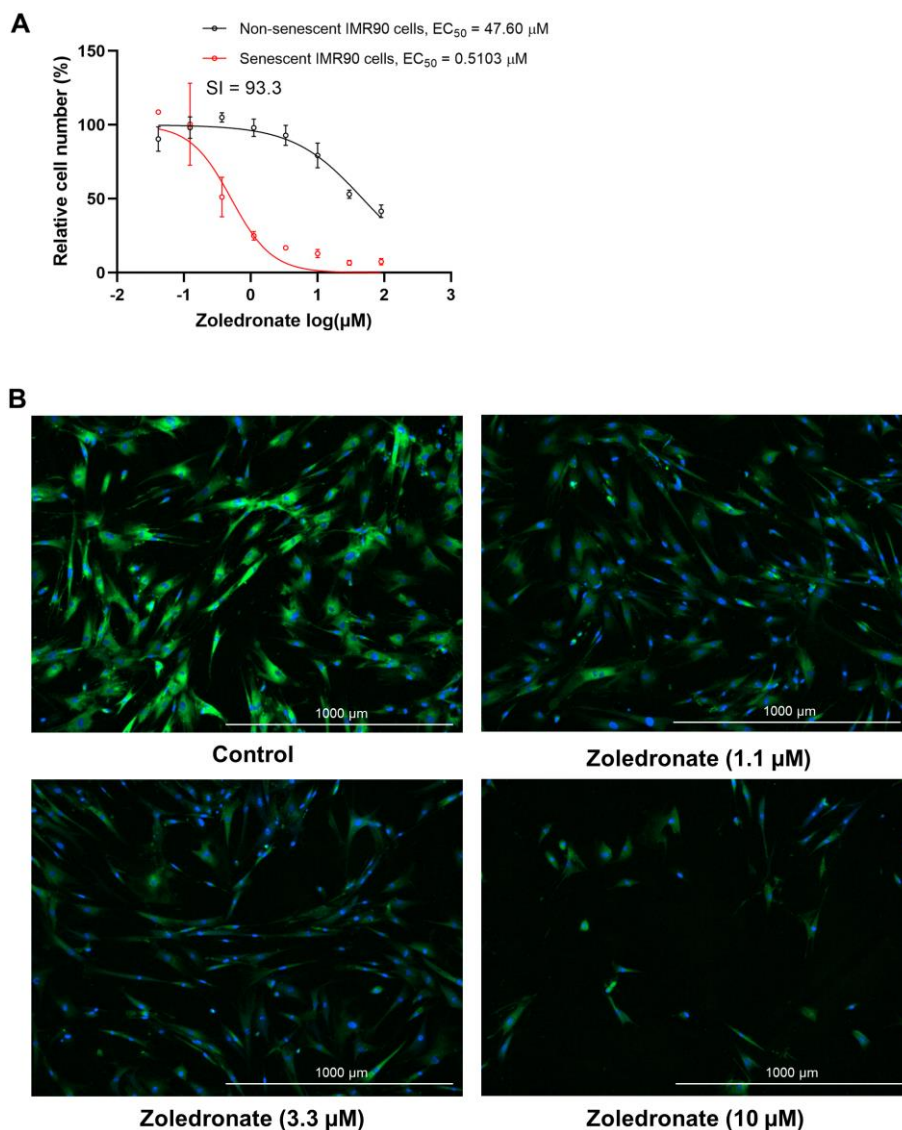 A
Non-senescent IMR90 cells, EC50 = 47.60 μM
Senescent IMR90 cells, EC50 = 0.5103 μM
SI = 93.3
Relative cell number (%)
150
100
50
0
-2 -1 0 1 2 3
Zoledronate log(μM)
B
1000 μm 1000 μm
Control Zoledronate (1.1 μM)
1000 μm 1000 μm
Zoledronate (3.3 μM) Zoledronate (10 μM)